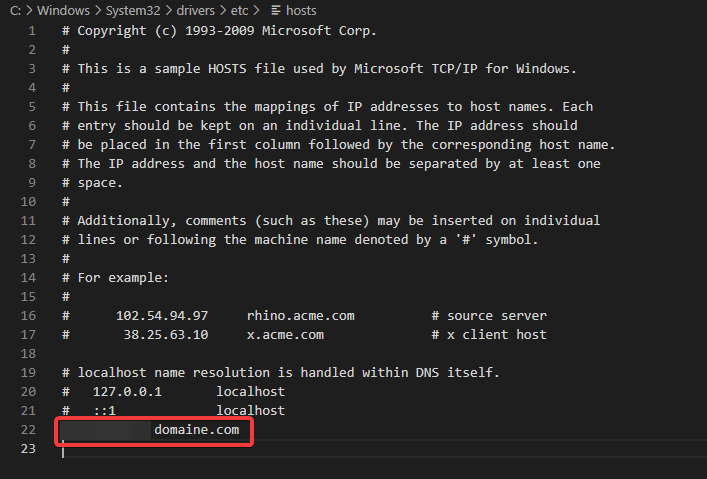 C: > Windows > System32 > drivers > etc > hosts
1 # Copyright (c) 1993-2009 Microsoft Corp.
2 #
3 # This is a sample HOSTS file used by Microsoft TCP/IP for Windows.
4 #
5 # This file contains the mappings of IP addresses to host names. Each
6 # entry should be kept on an individual line. The IP address should
7 # be placed in the first column followed by the corresponding host name.
8 # The IP address and the host name should be separated by at least one
9 # space.
10 #
11 # Additionally, comments (such as these) may be inserted on individual
12 # lines or following the machine name denoted by a '#' symbol.
13 #
14 # For example:
15 #
16 #      102.54.94.97     rhino.acme.com          # source server
17 #       38.25.63.10     x.acme.com              # x client host
18
19 # localhost name resolution is handled within DNS itself.
20 #   127.0.0.1       localhost
21 #   ::1             localhost
22 domaine.com
23